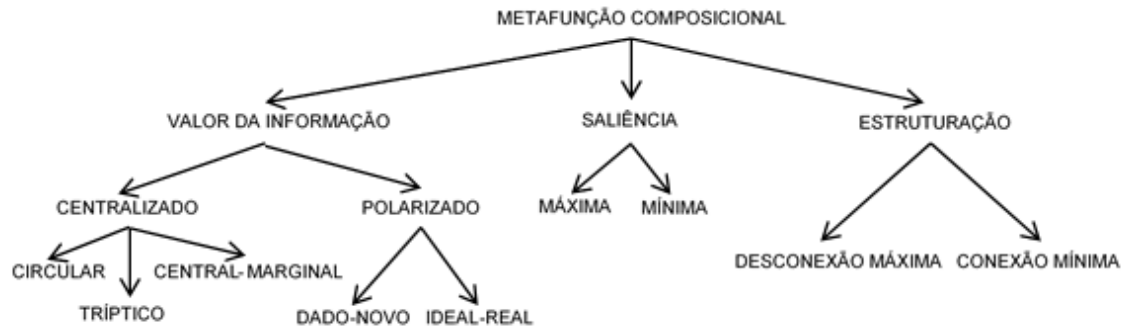 METAFUNÇÃO COMPOSICIONAL
VALOR DA INFORMAÇÃO
SALIÊNCIA
ESTRUTURAÇÃO
CENTRALIZADO
POLARIZADO
MÁXIMA
MÍNIMA
CIRCULAR
CENTRAL-MARGINAL
DESCONEXÃO MÁXIMA
CONEXÃO MÍNIMA
TRÍPTICO
DADO-NOVO
IDEAL-REAL